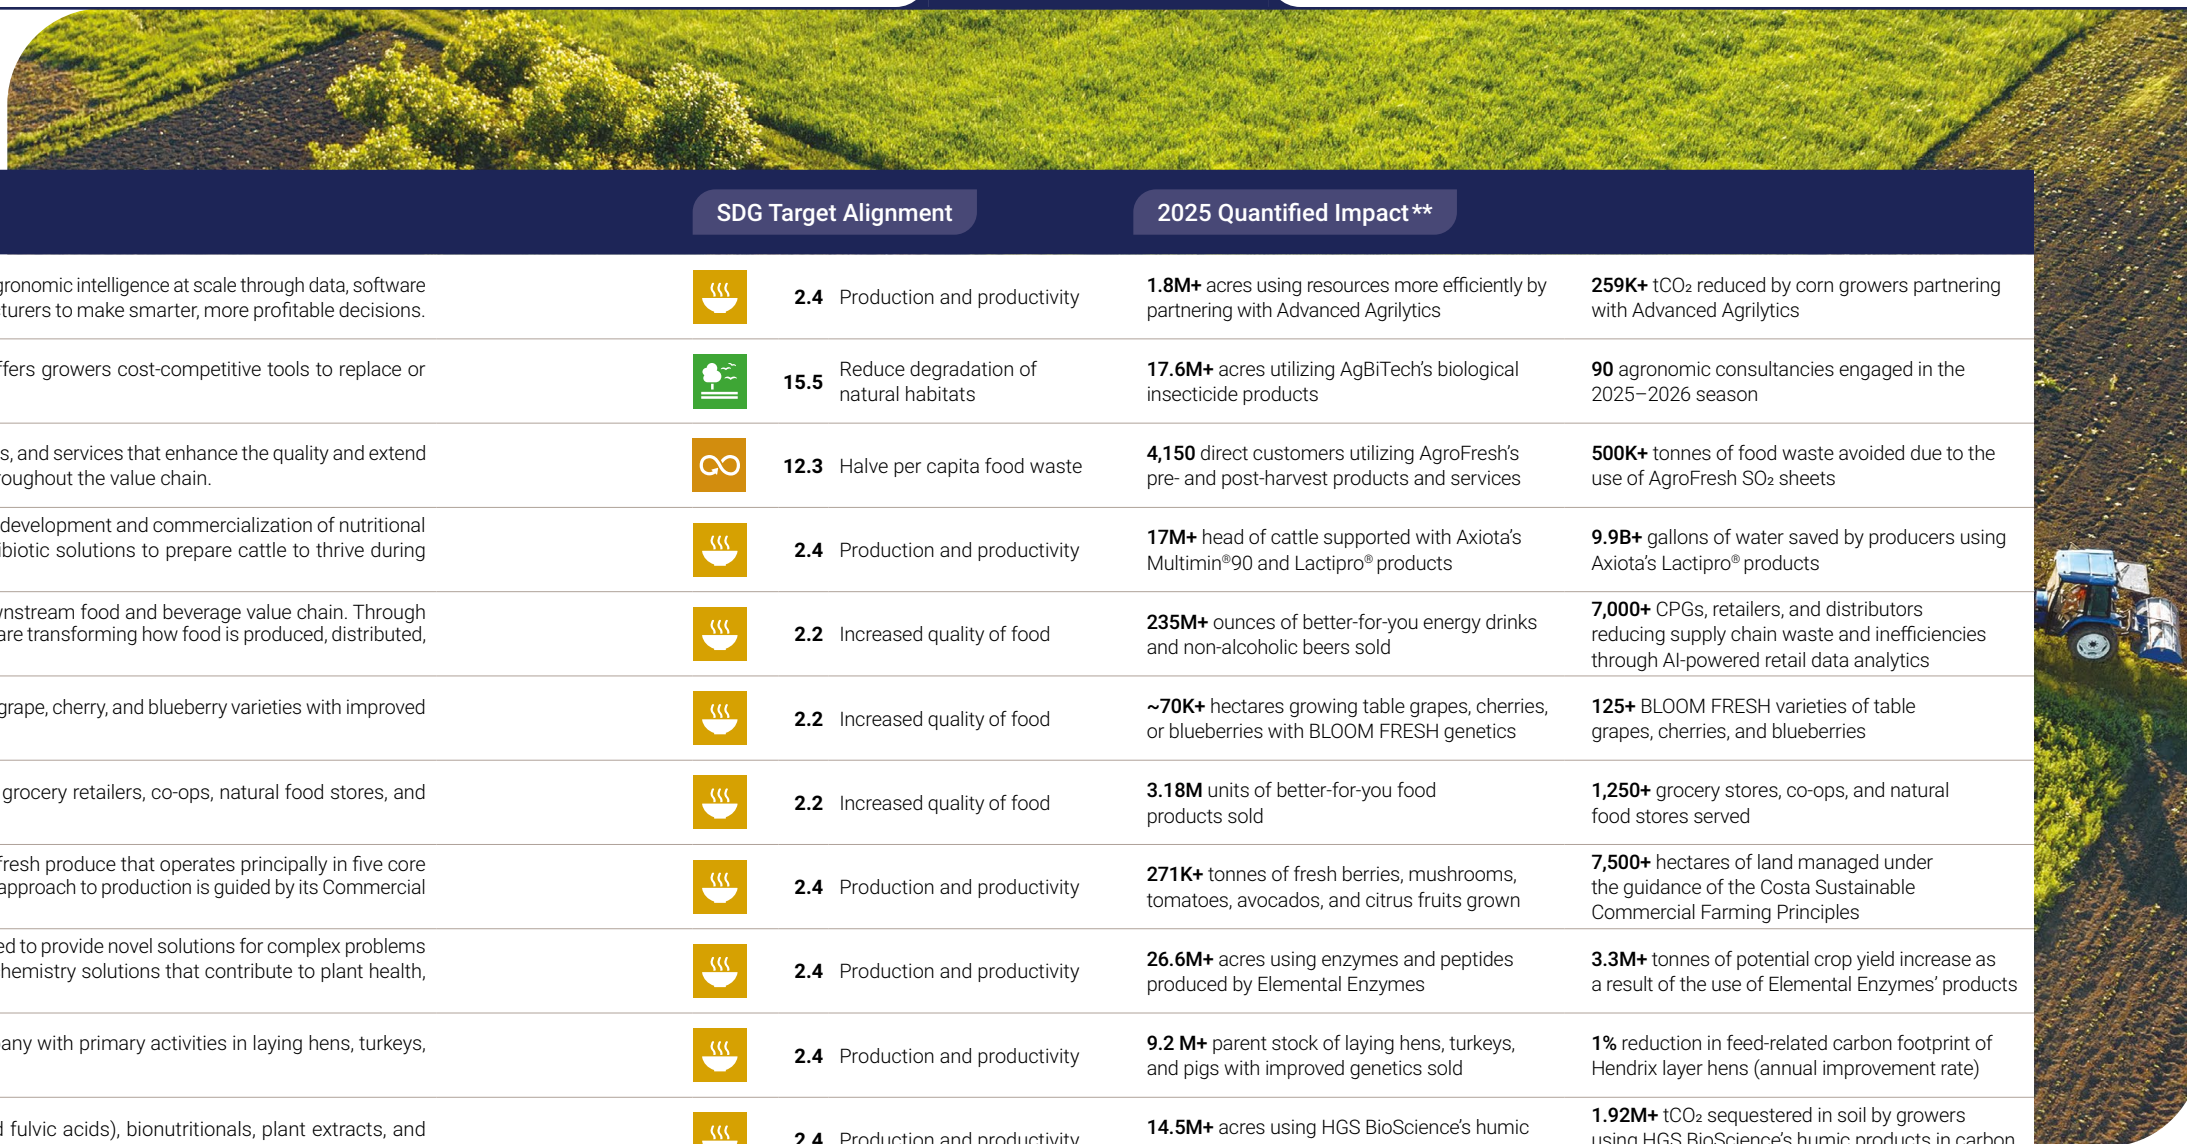 SDG Target Alignment
2025 Quantified Impact**
agronomic intelligence at scale through data, software
to make smarter, more profitable decisions.
2.4 Production and productivity
1.8M+ acres using resources more efficiently by
partnering with Advanced Agrilytics
259K+ tCO₂ reduced by corn growers partnering
with Advanced Agrilytics
offers growers cost-competitive tools to replace or
15.5 Reduce degradation of
natural habitats
17.6M+ acres utilizing AgBiTech's biological
insecticide products
90 agronomic consultancies engaged in the
2025–2026 season
and services that enhance the quality and extend
throughout the value chain.
12.3 Halve per capita food waste
4,150 direct customers utilizing AgroFresh's
pre- and post-harvest products and services
500K+ tonnes of food waste avoided due to the
use of AgroFresh SO₂ sheets
development and commercialization of nutritional
solutions to prepare cattle to thrive during
2.4 Production and productivity
17M+ head of cattle supported with Axiota's
Multimin®90 and Lactipro® products
9.9B+ gallons of water saved by producers using
Axiota's Lactipro® products
downstream food and beverage value chain. Through
are transforming how food is produced, distributed,
2.2 Increased quality of food
235M+ ounces of better-for-you energy drinks
and non-alcoholic beers sold
7,000+ CPGs, retailers, and distributors
reducing supply chain waste and inefficiencies
through AI-powered retail data analytics
grape, cherry, and blueberry varieties with improved
2.2 Increased quality of food
~70K+ hectares growing table grapes, cherries,
or blueberries with BLOOM FRESH genetics
125+ BLOOM FRESH varieties of table
grapes, cherries, and blueberries
grocery retailers, co-ops, natural food stores, and
2.2 Increased quality of food
3.18M units of better-for-you food
products sold
1,250+ grocery stores, co-ops, and natural
food stores served
fresh produce that operates principally in five core
approach to production is guided by its Commercial
2.4 Production and productivity
271K+ tonnes of fresh berries, mushrooms,
tomatoes, avocados, and citrus fruits grown
7,500+ hectares of land managed under
the guidance of the Costa Sustainable
Commercial Farming Principles
to provide novel solutions for complex problems
chemistry solutions that contribute to plant health,
2.4 Production and productivity
26.6M+ acres using enzymes and peptides
produced by Elemental Enzymes
3.3M+ tonnes of potential crop yield increase as
a result of the use of Elemental Enzymes' products
with primary activities in laying hens, turkeys,
2.4 Production and productivity
9.2 M+ parent stock of laying hens, turkeys,
and pigs with improved genetics sold
1% reduction in feed-related carbon footprint of
Hendrix layer hens (annual improvement rate)
fulvic acids), bionutritionals, plant extracts, and
2.4 Production and productivity
14.5M+ acres using HGS BioScience's humic
1.92M+ tCO₂ sequestered in soil by growers
using HGS BioScience's humic products in carbon